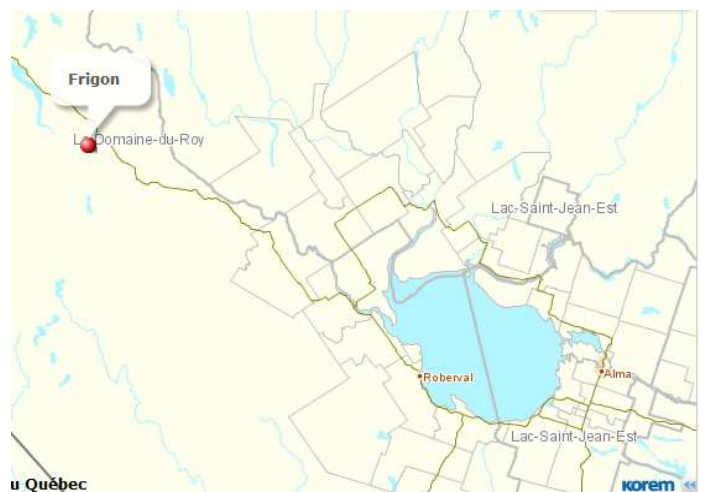 Frigon
Le Domaine-du-Roy
Lac-Saint-Jean-Est
Roberval
Alma
Lac-Saint-Jean-Est
u Québec
KOREM